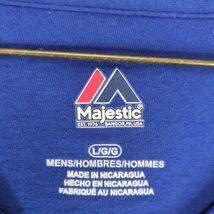 Majestic
EST. 1976 BANGOR, PA, USA
L/G/G
MENS/HOMBRES/HOMMES
MADE IN NICARAGUA
HECHO EN NICARAGUA
FABRIQUÉ AU NICARAGUA